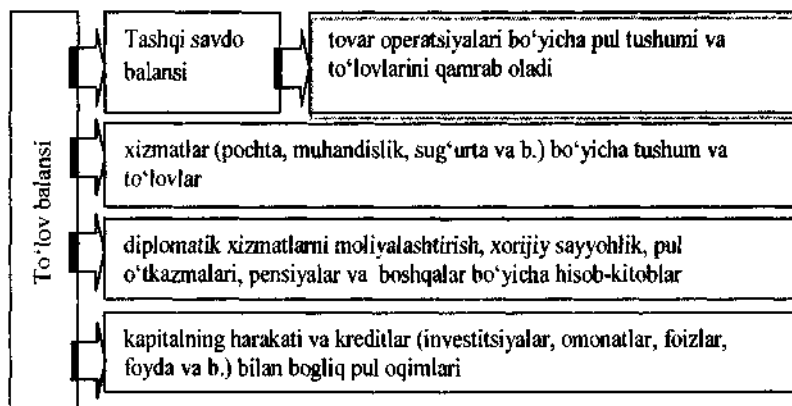 To‘lov balansi
Tashqi savdo
balansi
tovar operatsiyalari bo‘yicha pul tushumi va
to‘lovlarini qamrab oladi
xizmatlar (pochta, muhandislik, sug‘urta va b.) bo‘yicha tushum va
to‘lovlar
diplomatik xizmatlarni moliyalashtirish, xorijiy sayyohlik, pul
o‘tkazmalari, pensiyalar va boshqalar bo‘yicha hisob-kitoblar
kapitalning harakati va kreditlar (investitsiyalar, omonatlar, foizlar,
foyda va b.) bilan bogliq pul oqimlari